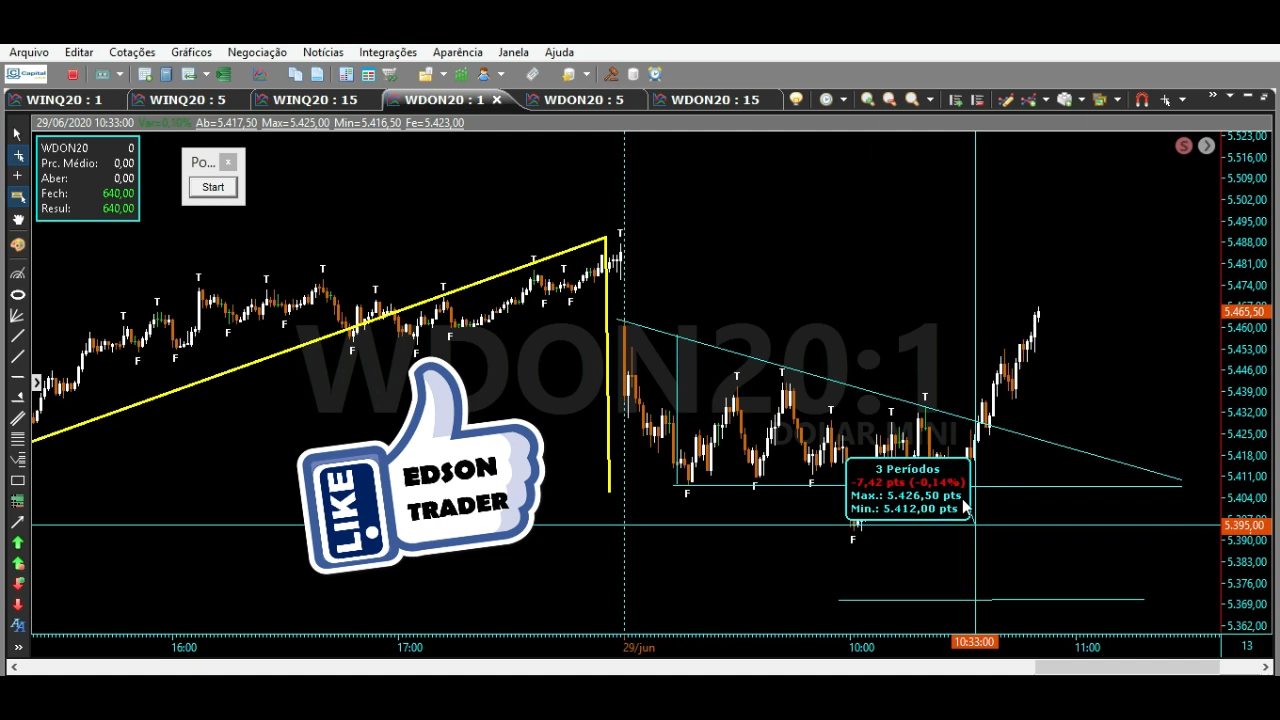 Arquivo Editar Cotações Gráficos Negociação Notícias Integrações Aparência Janela Ajuda
Capital
WINQ20 : 1 WINQ20 : 5 WINQ20 : 15 WDON20 : 1 WDON20 : 5 WDON20 : 15
29/06/2020 10:33:00 Var=0,10% Ab=5.417,50 Max=5.425,00 Min=5.416,50 Fe=5.423,00
WDON20 0
Prc. Médio: 0,00
Aber: 0,00
Fech: 640,00
Resul: 640,00
Po...
Start
S
WDON20:1
DOLAR MINI
T T T T T T T T T T T T T T
F F F F F F F F F F F
LIKE
EDSON
TRADER
3 Períodos
-7,42 pts (-0,14%)
Max.: 5.426,50 pts
Min.: 5.412,00 pts
5.523,00
5.516,00
5.509,00
5.502,00
5.495,00
5.488,00
5.481,00
5.474,00
5.465,50
5.460,00
5.453,00
5.446,00
5.439,00
5.432,00
5.425,00
5.418,00
5.411,00
5.404,00
5.395,00
5.390,00
5.383,00
5.376,00
5.369,00
5.362,00
16:00 17:00 29/jun 10:00 10:33:00 11:00 13